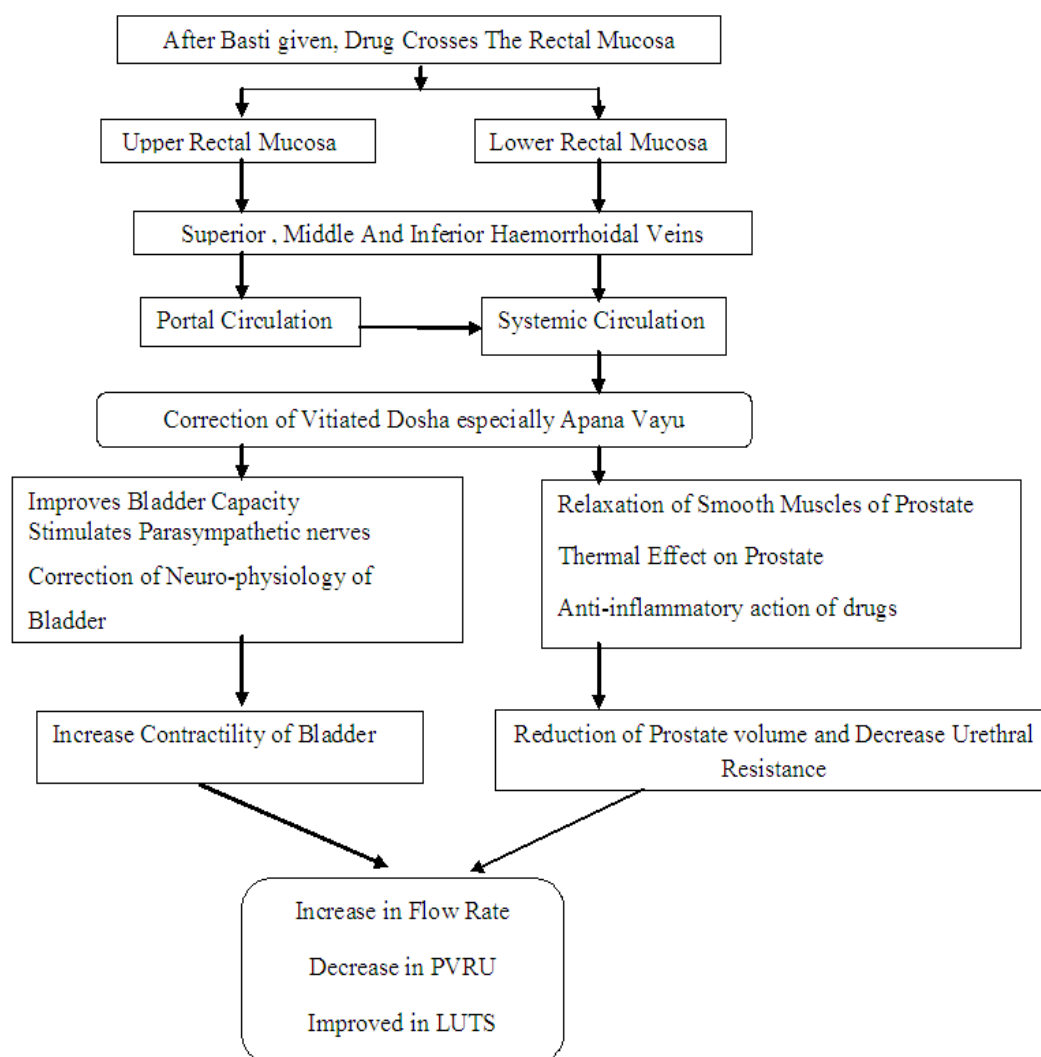 After Basti given, Drug Crosses The Rectal Mucosa
Upper Rectal Mucosa
Lower Rectal Mucosa
Superior , Middle And Inferior Haemorrhoidal Veins
Portal Circulation
Systemic Circulation
Correction of Vitiated Dosha especially Apana Vayu
Improves Bladder Capacity
Stimulates Parasympathetic nerves
Correction of Neuro-physiology of
Bladder
Relaxation of Smooth Muscles of Prostate
Thermal Effect on Prostate
Anti-inflammatory action of drugs
Increase Contractility of Bladder
Reduction of Prostate volume and Decrease Urethral
Resistance
Increase in Flow Rate
Decrease in PVRU
Improved in LUTS